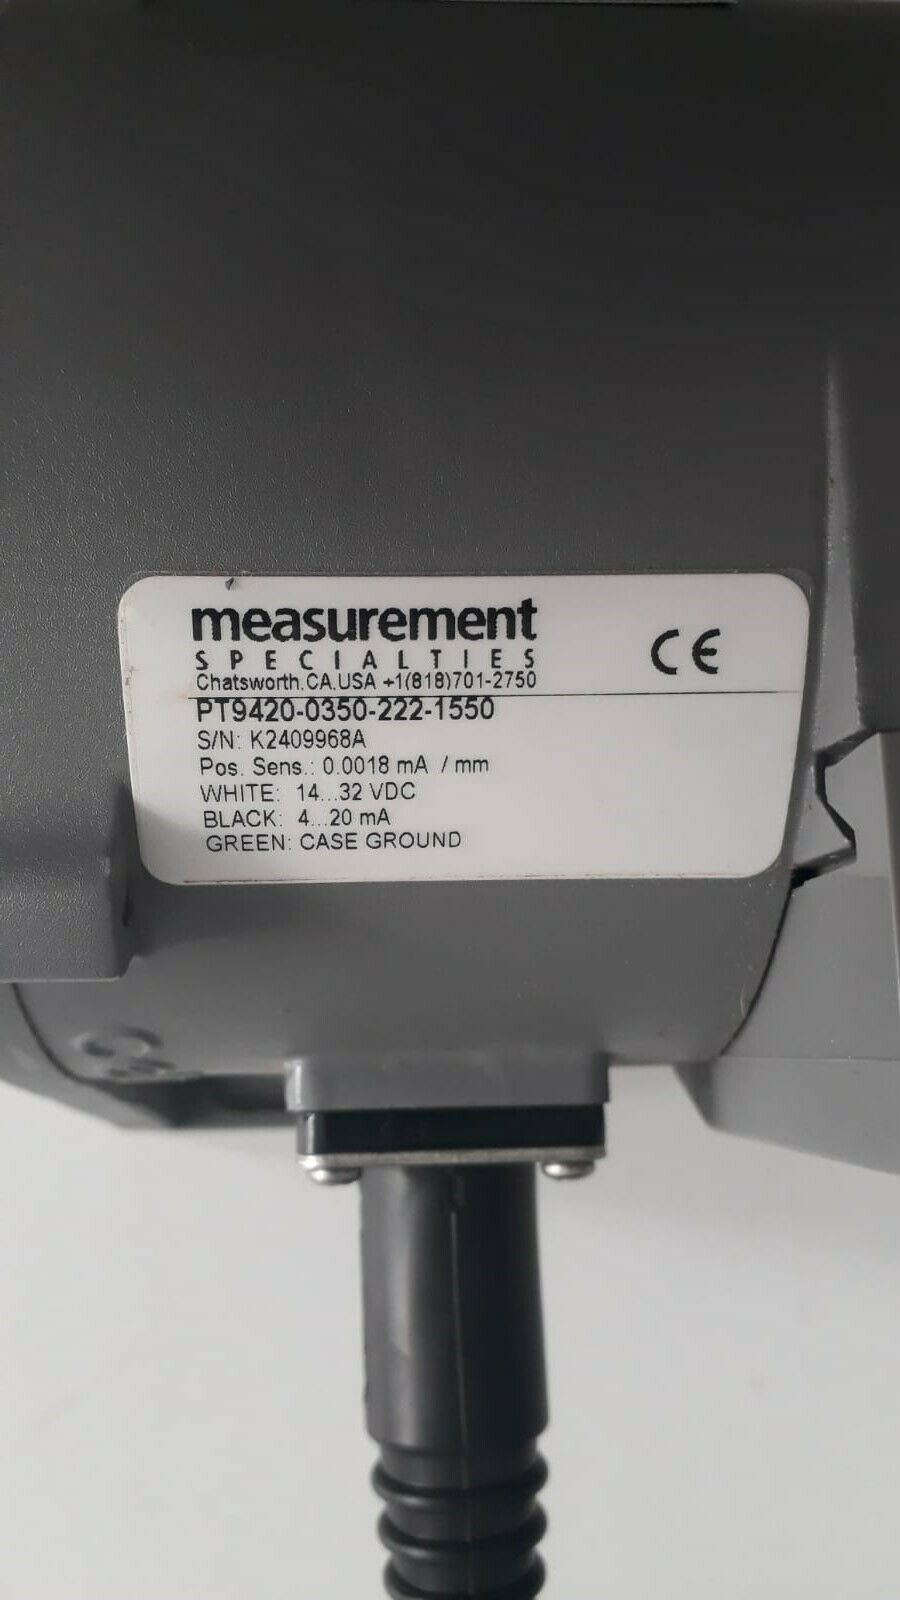 measurement
SPECIALTIES
CE
Chatsworth.CA.USA +1(818)701-2750
PT9420-0350-222-1550
S/N: K2409968A
Pos. Sens.: 0.0018 mA / mm
WHITE: 14...32 VDC
BLACK: 4...20 mA
GREEN: CASE GROUND